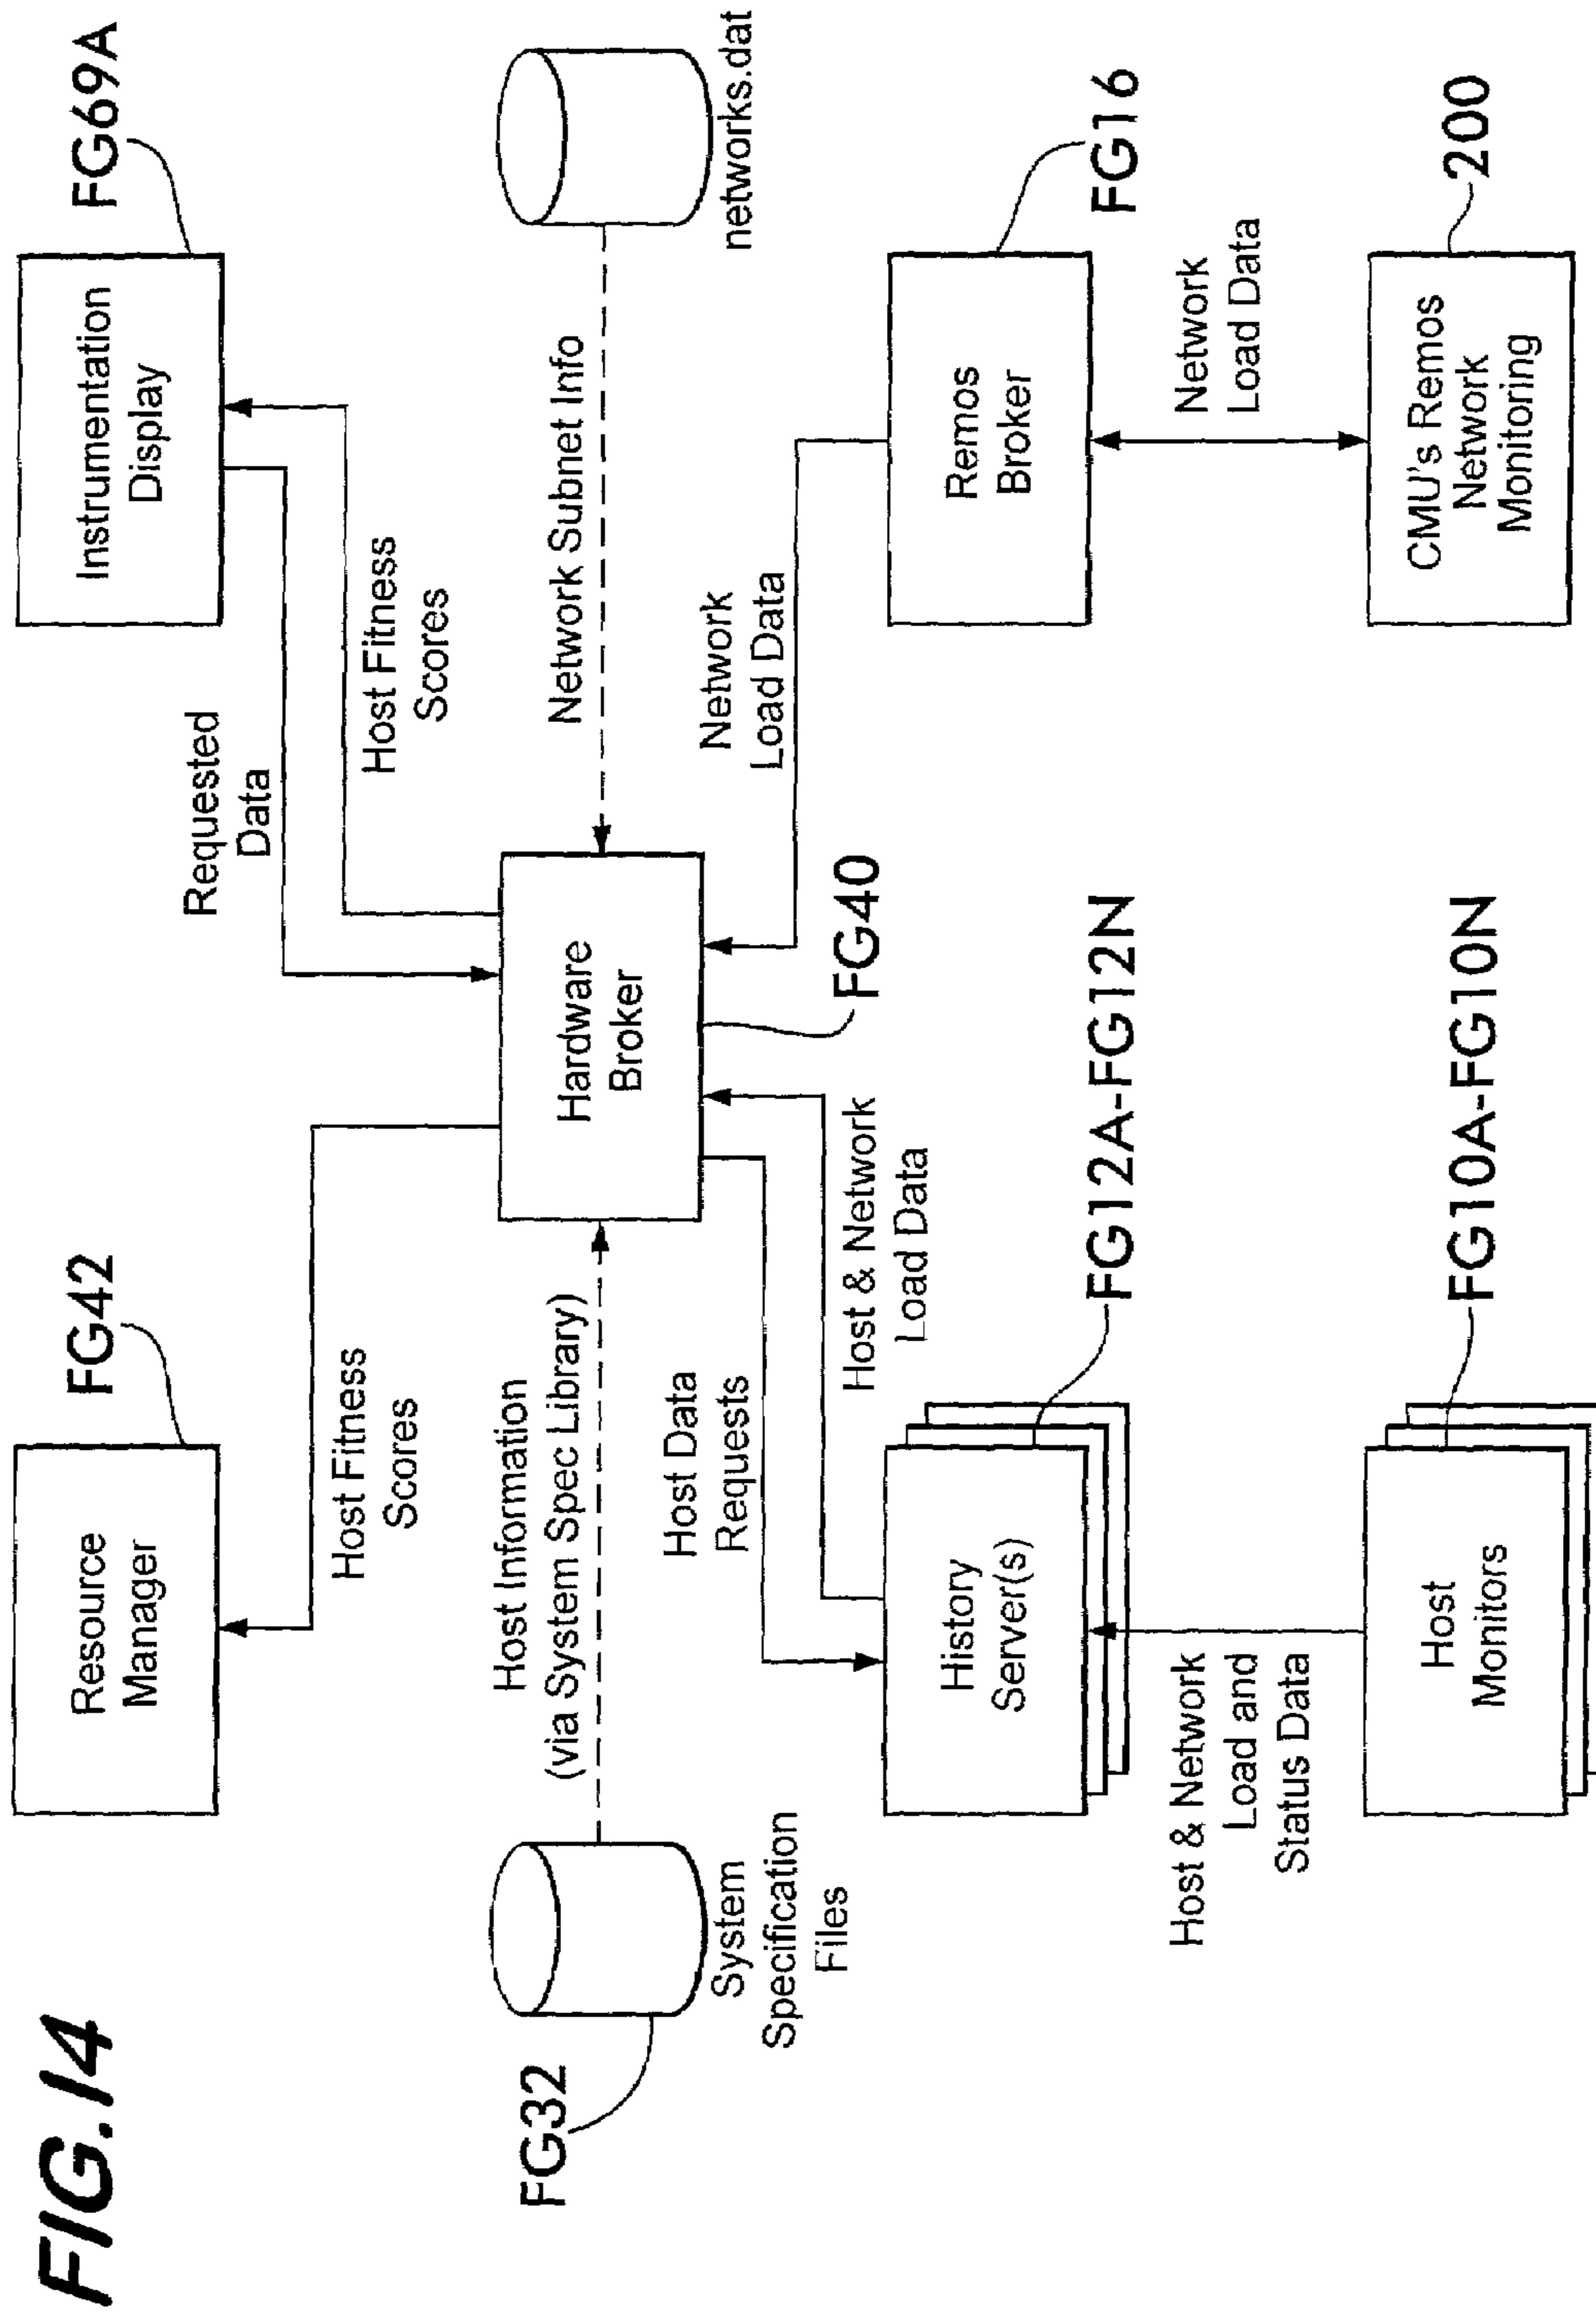 FIG.14
FG42
FG69A
Resource
Manager
Instrumentation
Display
Requested
Data
Host Fitness
Scores
Host Fitness
Scores
Host Information
(via System Spec Library)
Network Subnet Info
FG32
System
Specification
Files
Hardware
Broker
networks.dat
Host Data
Requests
Network
Load Data
FG40
Host & Network
Load Data
History
Server(s)
FG12A-FG12N
Remos
Broker
FG16
Host & Network
Load and
Status Data
Network
Load Data
Host
Monitors
FG10A-FG10N
CMU's Remos
Network
Monitoring
200